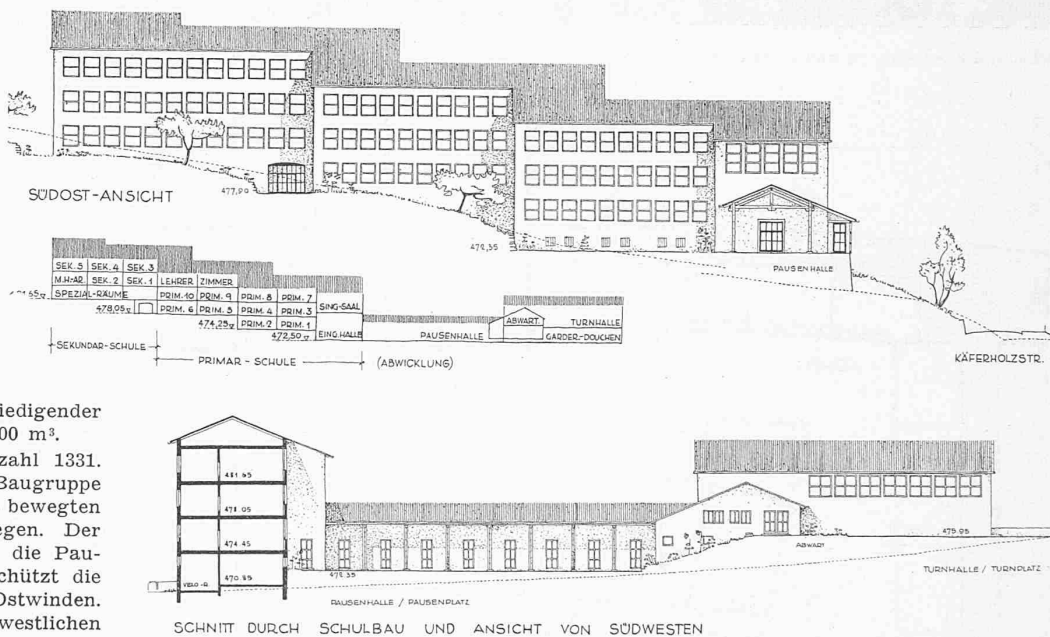 477,90
SÜDOST-ANSICHT
472,35
PAUSENHALLE
KÄFERHOLZSTR.
SEK. 5 SEK. 4 SEK. 3
M.H-AR. SEK. 2 SEK. 1 LEHRER ZIMMER
SPEZIAL-RÄUME PRIM. 10 PRIM. 9 PRIM. 8 PRIM. 7 SING-SAAL
478,05 PRIM. 6 PRIM. 5 PRIM. 4 PRIM. 3 ABWART. TURNHALLE
474,25 PRIM. 2 PRIM. 1
472,50 EING. HALLE PAUSENHALLE GARDER.-DOUCHEN
SEKUNDAR-SCHULE
PRIMAR - SCHULE (ABWICKLUNG)
iedigender
00 m³.
zahl 1331.
Baugruppe
bewegten
egen. Der
die Pau-
chützt die
Ostwinden.
westlichen
481.65
478.05
474.45
470.85
VELO-R.
472.35
ABWART
475.95
PAUSENHALLE / PAUSENPLATZ
TURNHALLE / TURNPLATZ
SCHNITT DURCH SCHULBAU UND ANSICHT VON SÜDWESTEN